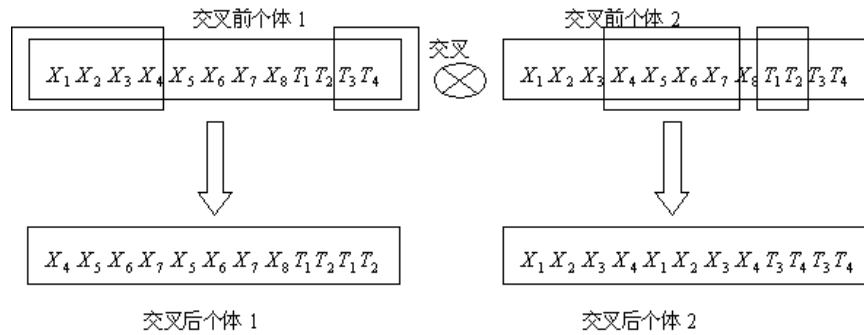 交叉前个体 1
交叉前个体 2
交叉
X₁ X₂ X₃ X₄ X₅ X₆ X₇ X₈ T₁ T₂ T₃ T₄
X₁ X₂ X₃ X₄ X₅ X₆ X₇ X₈ T₁ T₂ T₃ T₄
X₄ X₅ X₆ X₇ X₅ X₆ X₇ X₈ T₁ T₂ T₁ T₂
X₁ X₂ X₃ X₄ X₁ X₂ X₃ X₄ T₃ T₄ T₃ T₄
交叉后个体 1
交叉后个体 2